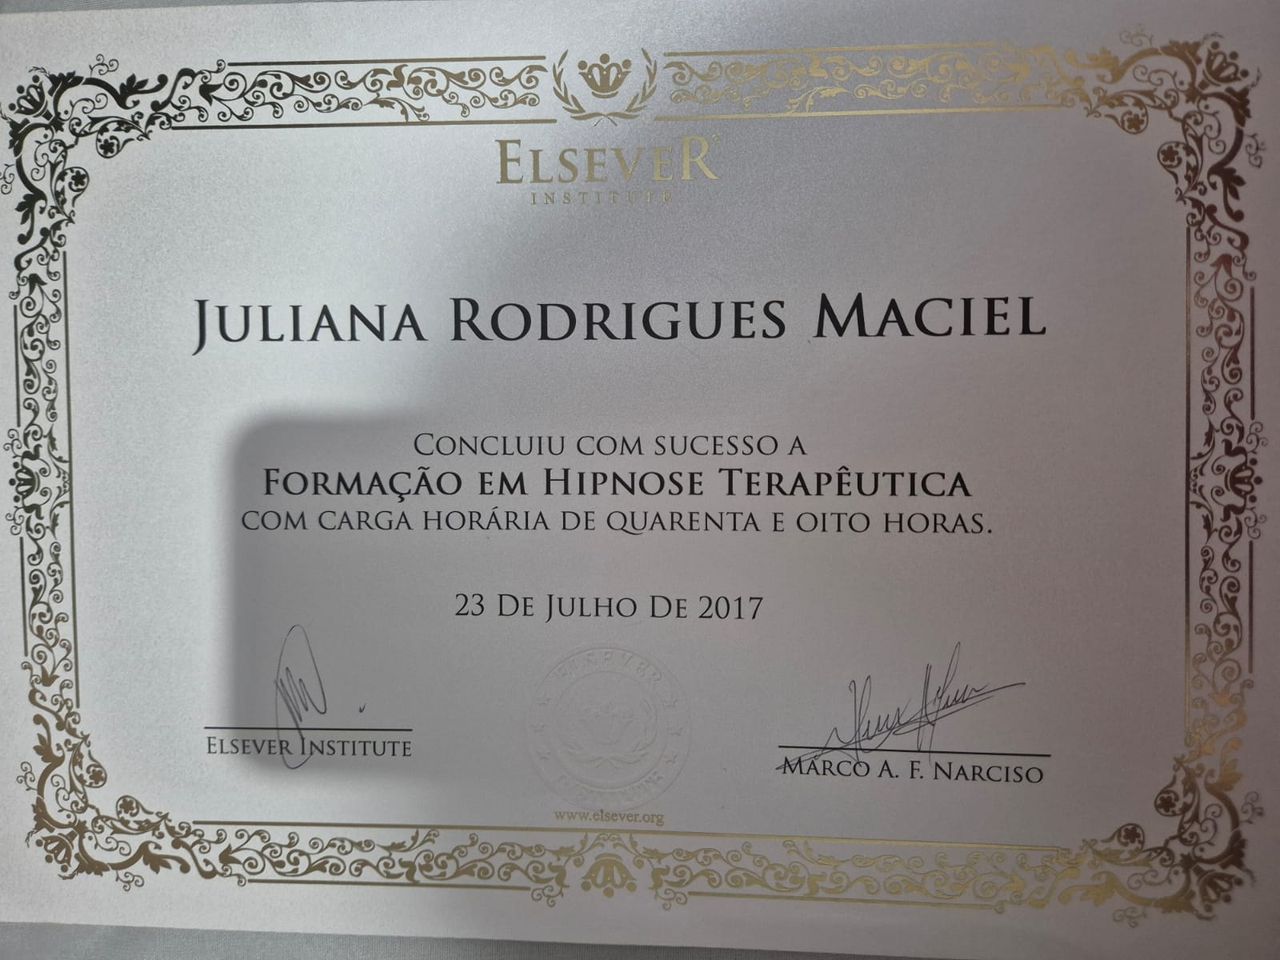 ELSEVER
INSTITUTE
JULIANA RODRIGUES MACIEL
CONCLUIU COM SUCESSO A
FORMAÇÃO EM HIPNOSE TERAPÊUTICA
COM CARGA HORÁRIA DE QUARENTA E OITO HORAS.
23 DE JULHO DE 2017
ELSEVER
ELSEVER INSTITUTE
MARCO A. F. NARCISO
www.elsever.org